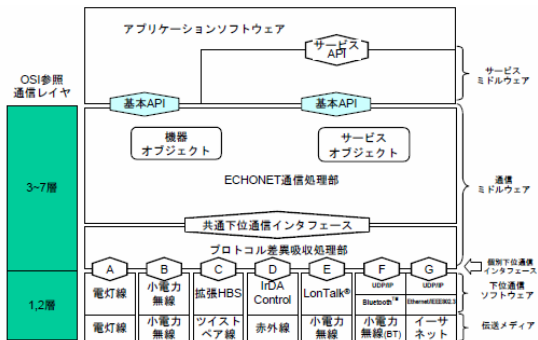 アプリケーションソフトウェア
サービス
API
サービス
ミドルウェア
OSI参照
通信レイヤ
基本API
基本API
機器
オブジェクト
サービス
オブジェクト
3~7層
ECHONET通信処理部
通信
ミドルウェア
共通下位通信インタフェース
プロトコル差異吸収処理部
個別下位通信
インタフェース
A
B
C
D
E
F
G
1,2層
電灯線
小電力
無線
拡張HBS
IrDA
Control
LonTalk®
UDP/IP
Bluetooth™
UDP/IP
Ethernet/IEEE802.3
下位通信
ソフトウェア
電灯線
小電力
無線
ツイスト
ペア線
赤外線
小電力
無線
小電力
無線(BT)
イーサ
ネット
伝送メディア